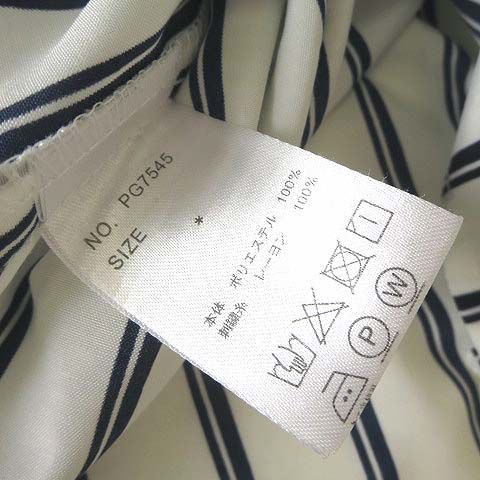 NO. PG7545
SIZE *
本体 ポリエステル 100%
刺繍糸 レーヨン 100%
P
W